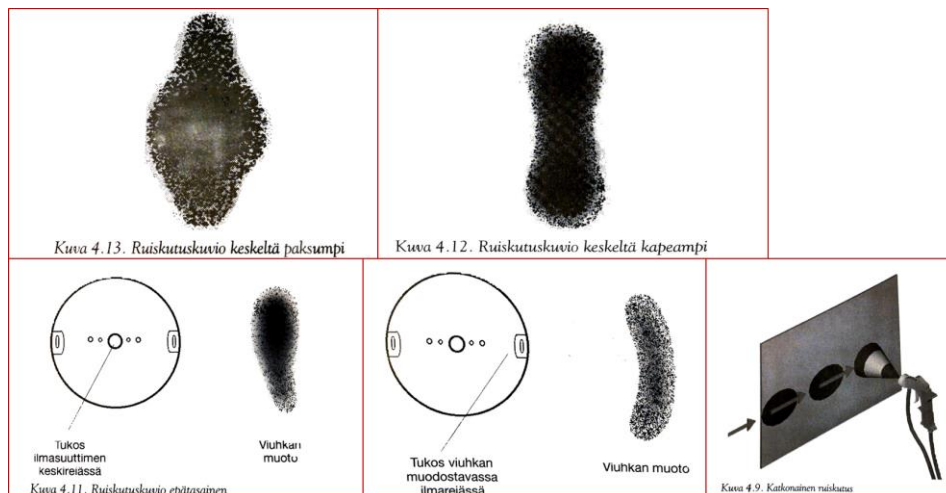 Kuva 4.13. Ruiskutuskuvio keskeltä paksumpi
Kuva 4.12. Ruiskutuskuvio keskeltä kapeampi
Tukos
ilmasuuttimen
keskireiässä
Viuhkan
muoto
Kuva 4.11. Ruiskutuskuvio epätasainen
Tukos viuhkan
muodostavassa
ilmareiässä
Viuhkan muoto
Kuva 4.9. Katkonainen ruiskutus